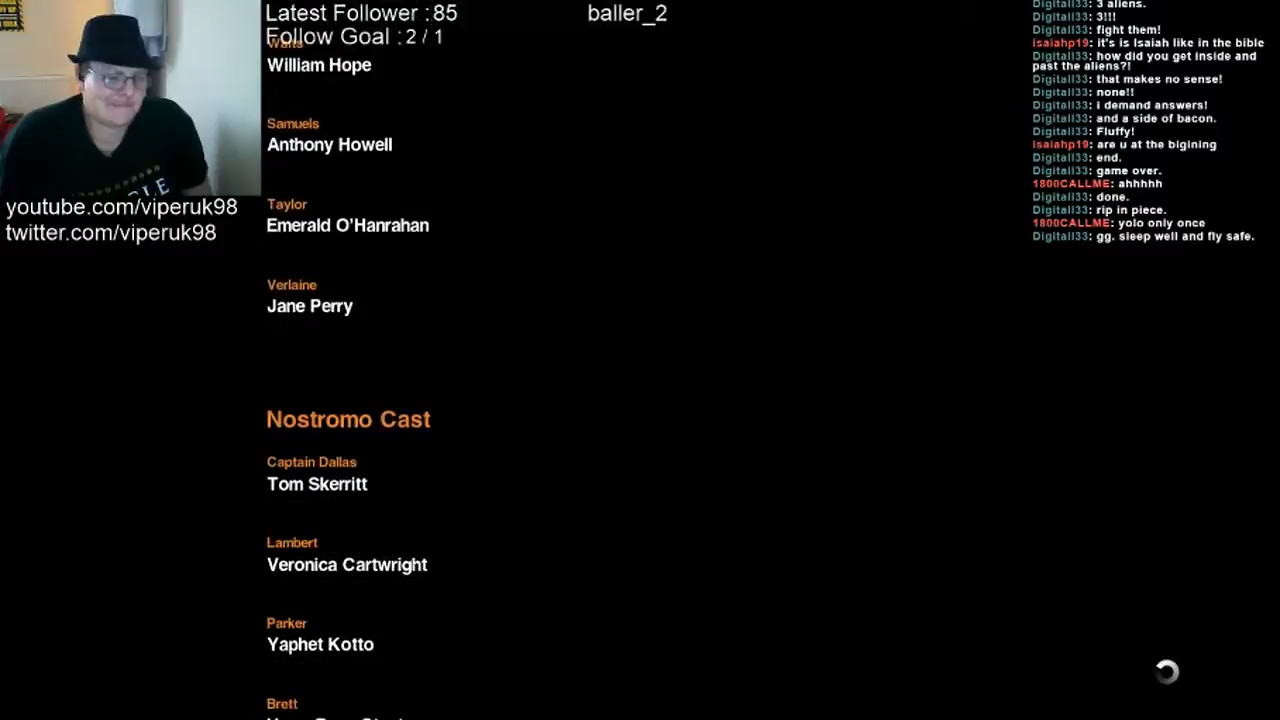 Latest Follower :85
baller_2
Follow Goal : 2 / 1
Waits
William Hope
Samuels
Anthony Howell
Taylor
Emerald O'Hanrahan
Verlaine
Jane Perry
Nostromo Cast
Captain Dallas
Tom Skerritt
Lambert
Veronica Cartwright
Parker
Yaphet Kotto
Brett
youtube.com/viperuk98
twitter.com/viperuk98
Digitall33: 3 aliens.
Digitall33: 3!!!
Digitall33: fight them!
isaiahp19: it's is Isaiah like in the bible
Digitall33: how did you get inside and
past the aliens?!
Digitall33: that makes no sense!
Digitall33: none!!
Digitall33: i demand answers!
Digitall33: and a side of bacon.
Digitall33: Fluffy!
isaiahp19: are u at the bigining
Digitall33: end.
Digitall33: game over.
1800CALLME: ahhhhh
Digitall33: done.
Digitall33: rip in piece.
1800CALLME: yolo only once
Digitall33: gg. sleep well and fly safe.